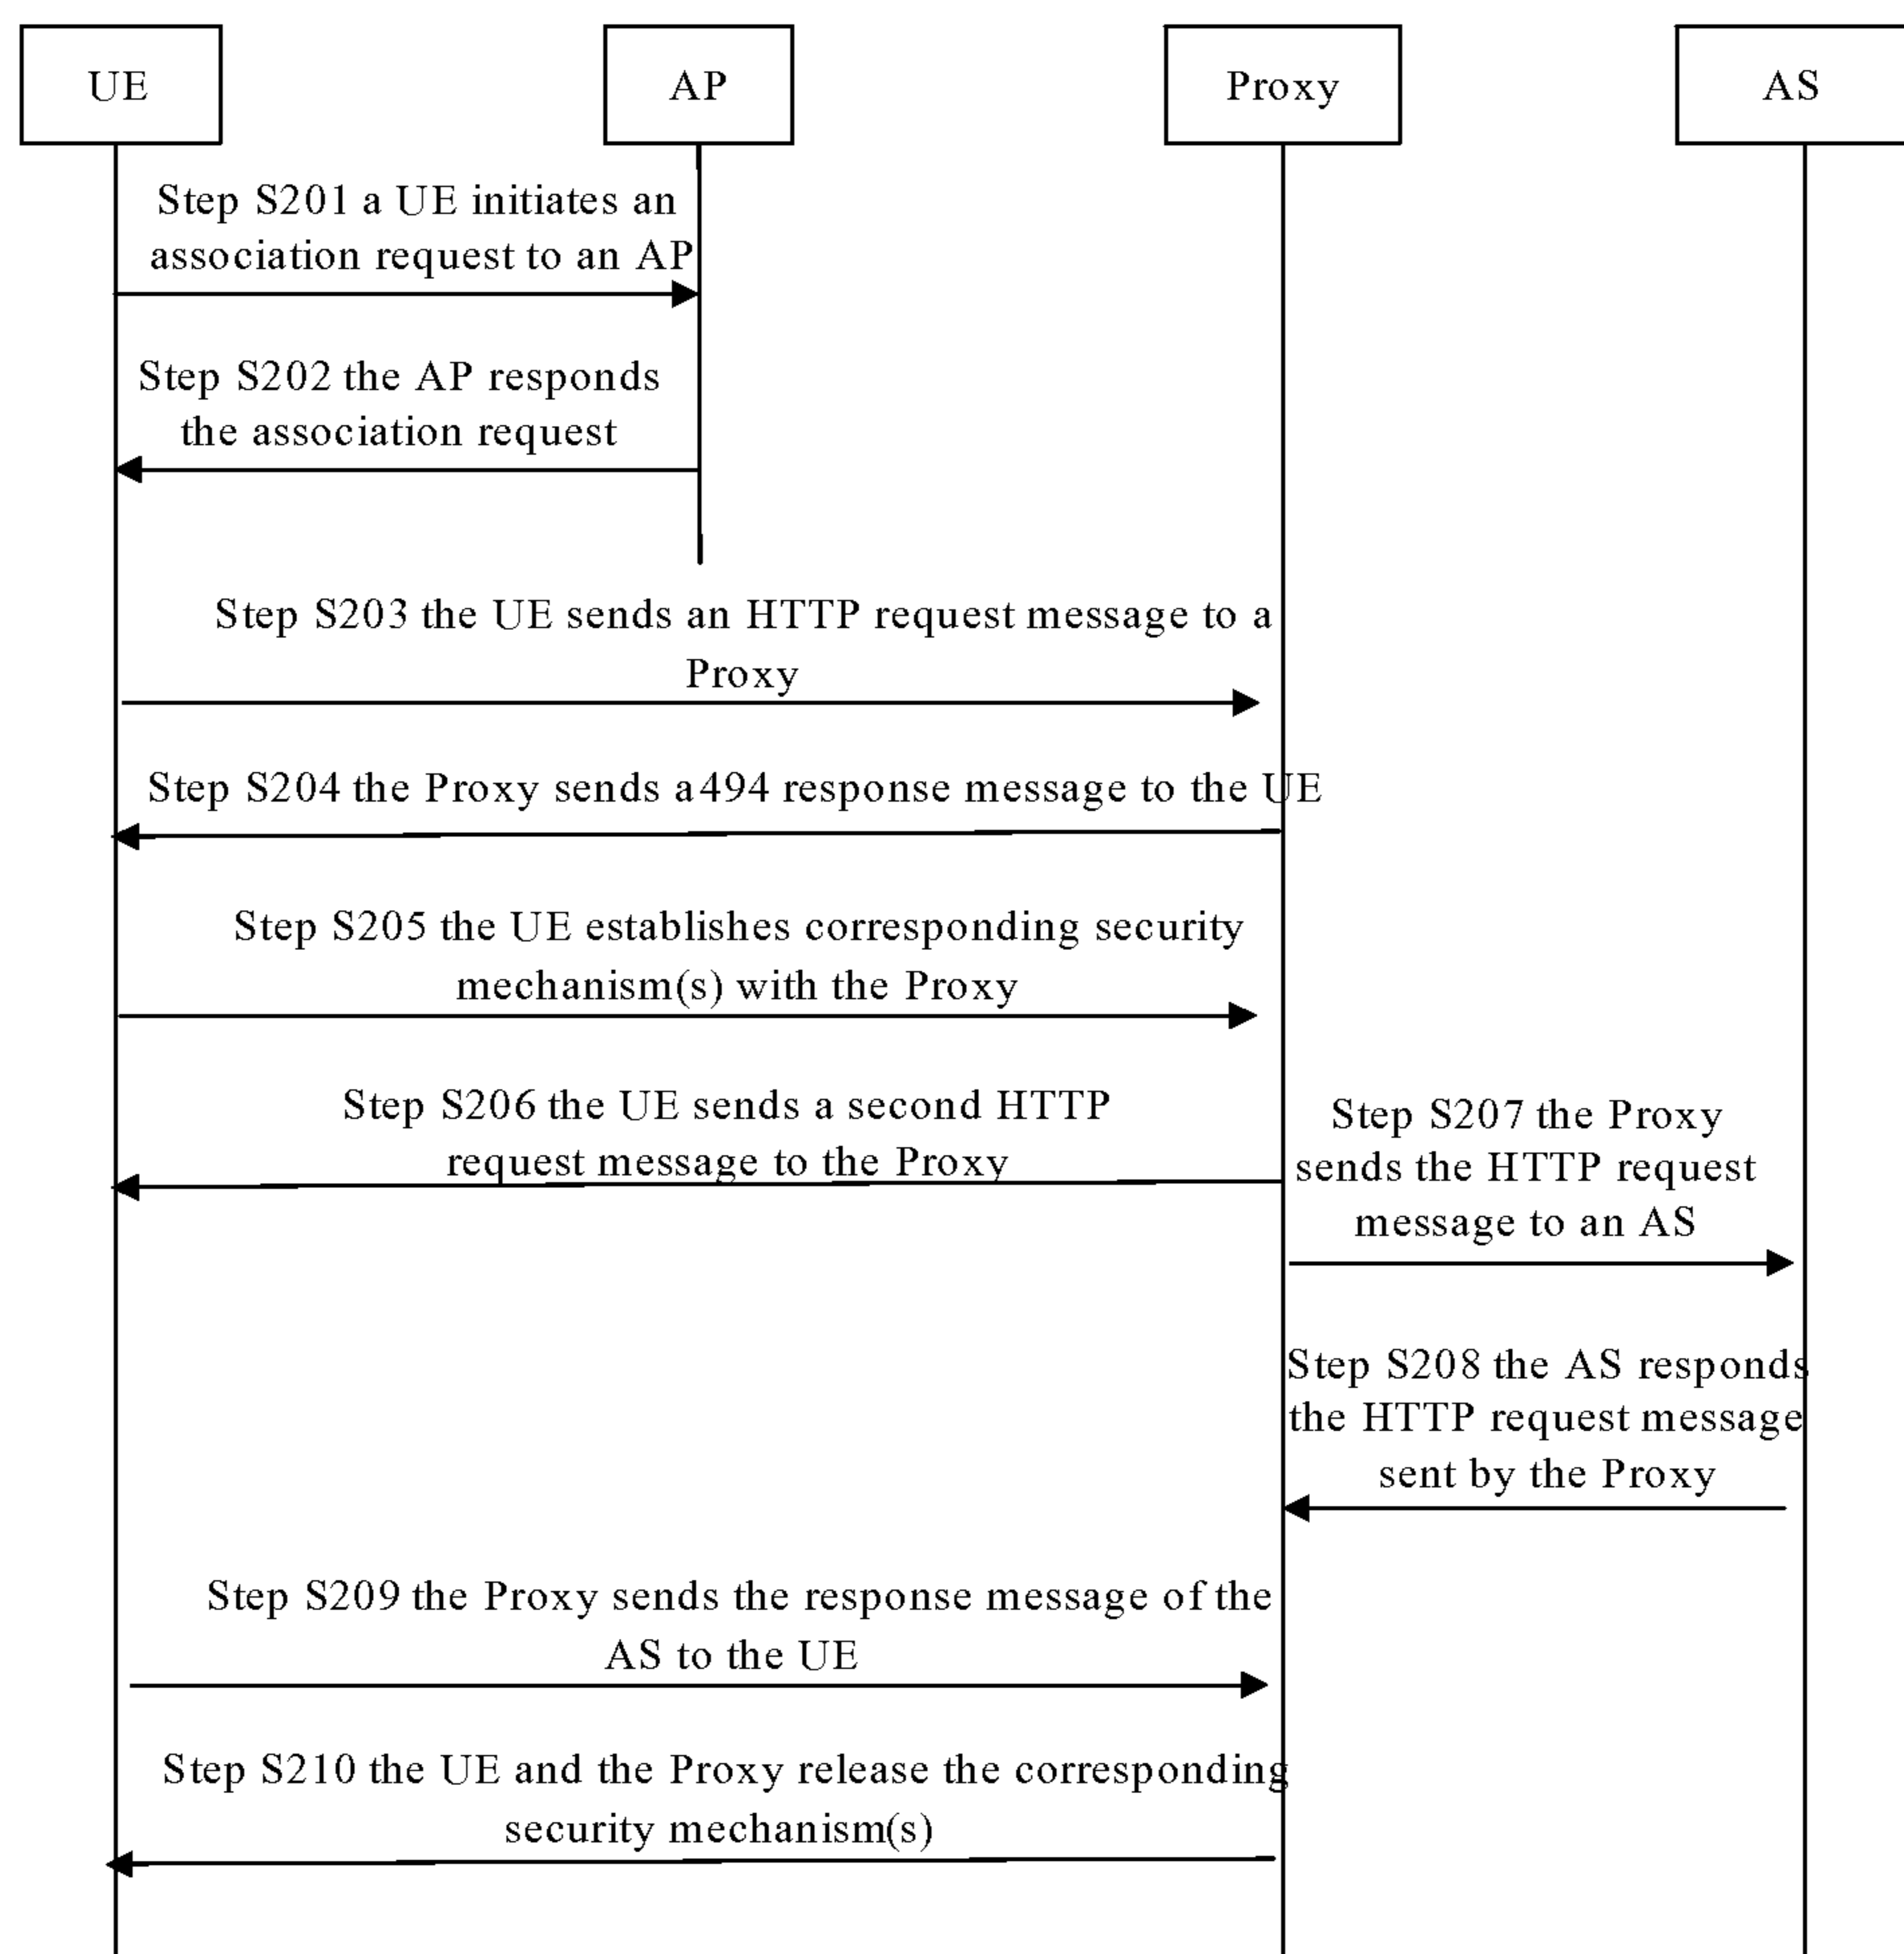 UE
AP
Proxy
AS
Step S201 a UE initiates an
association request to an AP
Step S202 the AP responds
the association request
Step S203 the UE sends an HTTP request message to a
Proxy
Step S204 the Proxy sends a 494 response message to the UE
Step S205 the UE establishes corresponding security
mechanism(s) with the Proxy
Step S206 the UE sends a second HTTP
request message to the Proxy
Step S207 the Proxy
sends the HTTP request
message to an AS
Step S208 the AS responds
the HTTP request message
sent by the Proxy
Step S209 the Proxy sends the response message of the
AS to the UE
Step S210 the UE and the Proxy release the corresponding
security mechanism(s)